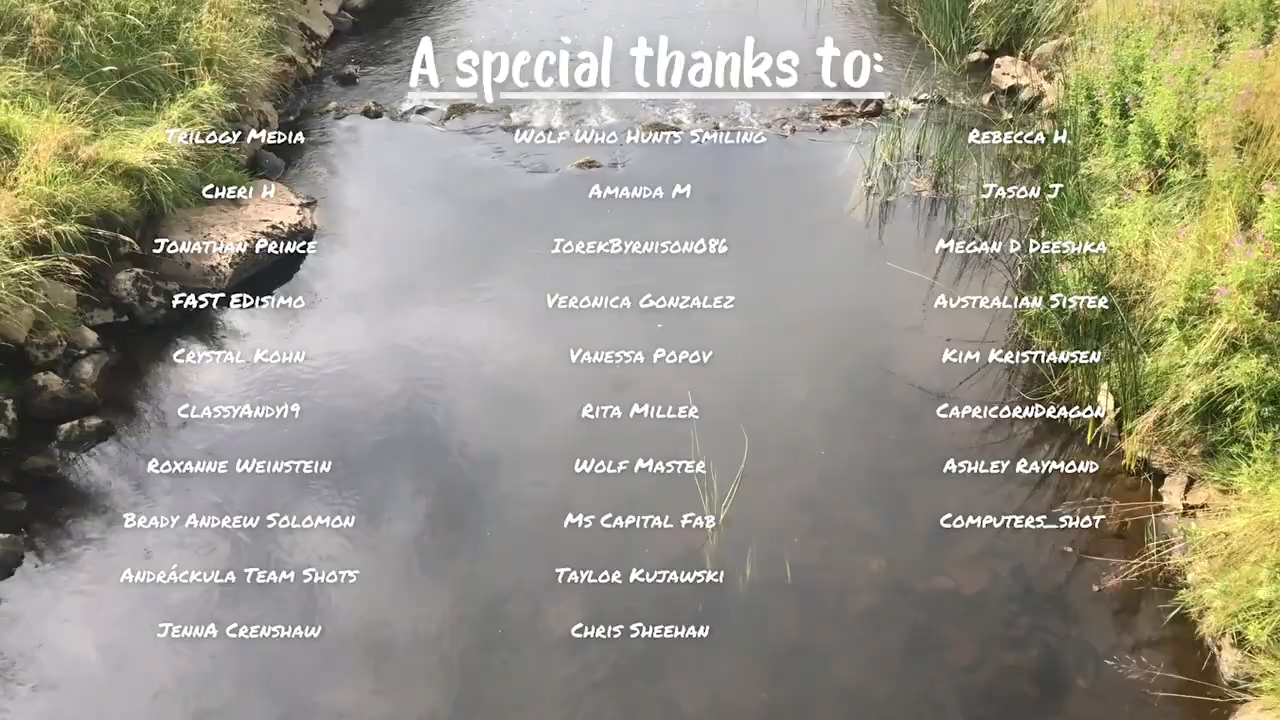 A special thanks to:
Trilogy Media
Cheri H
Jonathan Prince
FAST EDisimo
Crystal Kohn
ClassyAndy19
Roxanne Weinstein
Brady Andrew Solomon
Andráckula Team Shots
JennA Crenshaw
Wolf Who Hunts Smiling
Amanda M
IorekByrnison086
Veronica Gonzalez
Vanessa Popov
Rita Miller
Wolf Master
Ms Capital Fab
Taylor Kujawski
Chris Sheehan
Rebecca H.
Jason J
Megan D Deeshka
Australian Sister
Kim Kristiansen
CapricornDragon
Ashley Raymond
Computers_shot